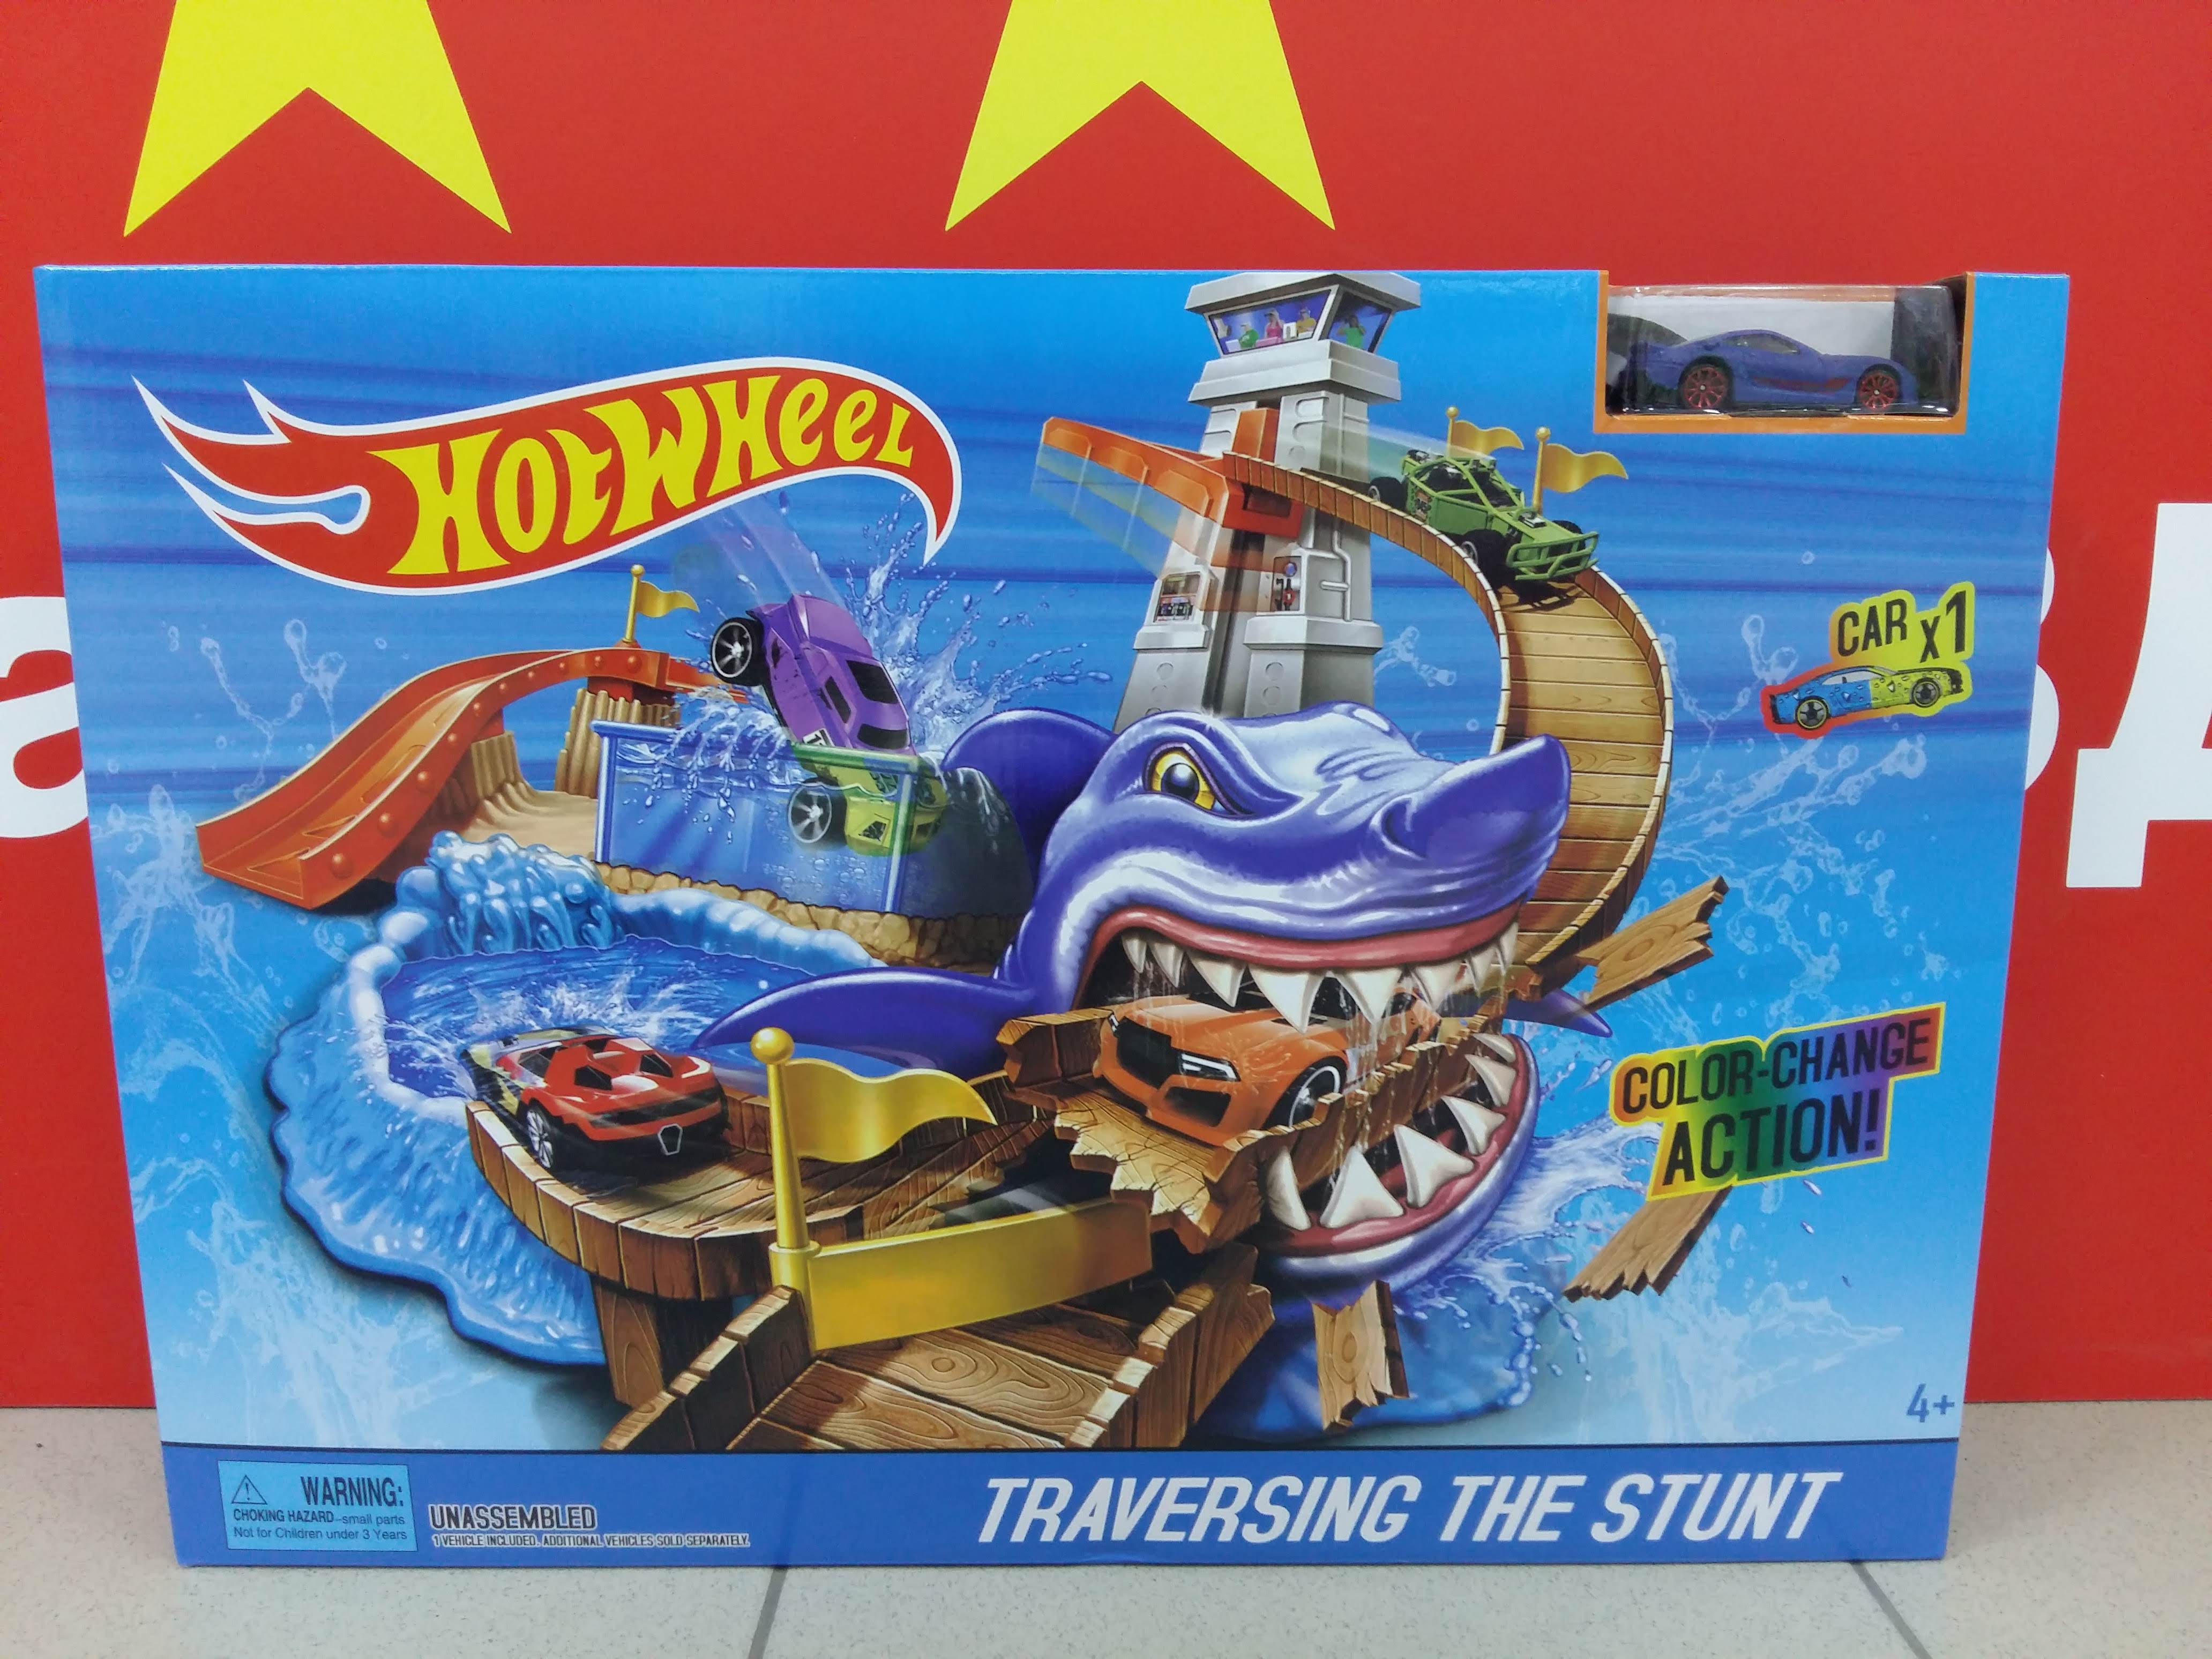 HOtWHeeL
CAR x1
COLOR-CHANGE
ACTION!
4+
WARNING:
CHOKING HAZARD-small parts
Not for Children under 3 Years
UNASSEMBLED
1 VEHICLE INCLUDED. ADDITIONAL VEHICLES SOLD SEPARATELY.
TRAVERSING THE STUNT